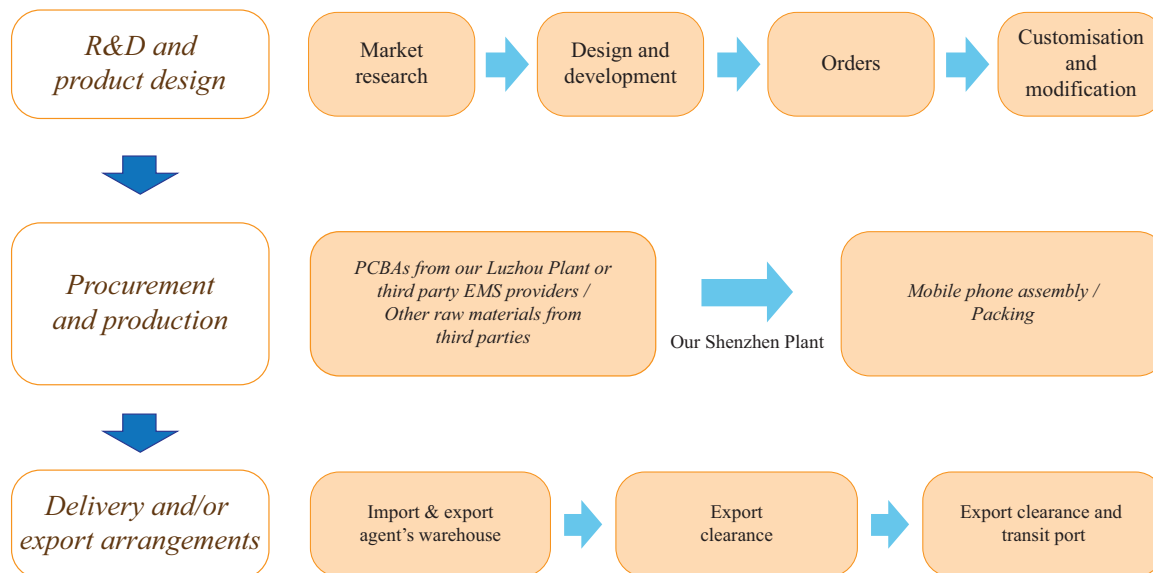 R&D and
product design
Market
research
Design and
development
Orders
Customisation
and
modification
Procurement
and production
PCBAs from our Luzhou Plant or
third party EMS providers /
Other raw materials from
third parties
Our Shenzhen Plant
Mobile phone assembly /
Packing
Delivery and/or
export arrangements
Import & export
agent’s warehouse
Export
clearance
Export clearance and
transit port